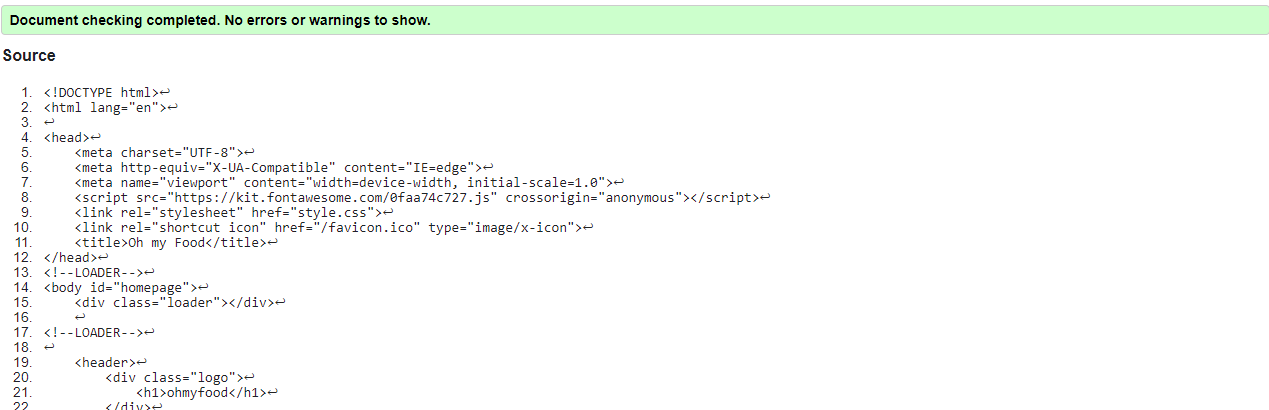 Document checking completed. No errors or warnings to show.
Source
1. <!DOCTYPE html>↩
2. <html lang="en">↩
3. ↩
4. <head>↩
5.     <meta charset="UTF-8">↩
6.     <meta http-equiv="X-UA-Compatible" content="IE=edge">↩
7.     <meta name="viewport" content="width=device-width, initial-scale=1.0">↩
8.     <script src="https://kit.fontawesome.com/0faa74c727.js" crossorigin="anonymous"></script>↩
9.     <link rel="stylesheet" href="style.css">↩
10.     <link rel="shortcut icon" href="/favicon.ico" type="image/x-icon">↩
11.     <title>Oh my Food</title>↩
12. </head>↩
13. <!--LOADER-->↩
14. <body id="homepage">↩
15.     <div class="loader"></div>↩
16.     ↩
17. <!--LOADER-->↩
18. ↩
19.     <header>↩
20.         <div class="logo">↩
21.             <h1>ohmyfood</h1>↩
22.         </div>↩